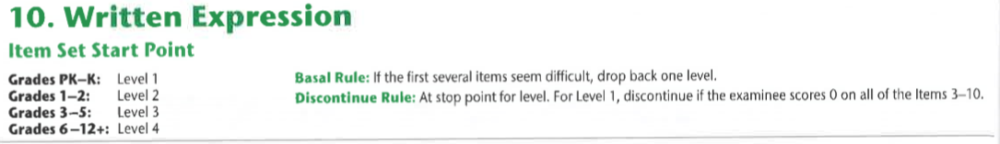 10. Written Expression
Item Set Start Point
Grades PK–K: Level 1
Grades 1–2: Level 2
Grades 3–5: Level 3
Grades 6–12+: Level 4
Basal Rule: If the first several items seem difficult, drop back one level.
Discontinue Rule: At stop point for level. For Level 1, discontinue if the examinee scores 0 on all of the Items 3–10.